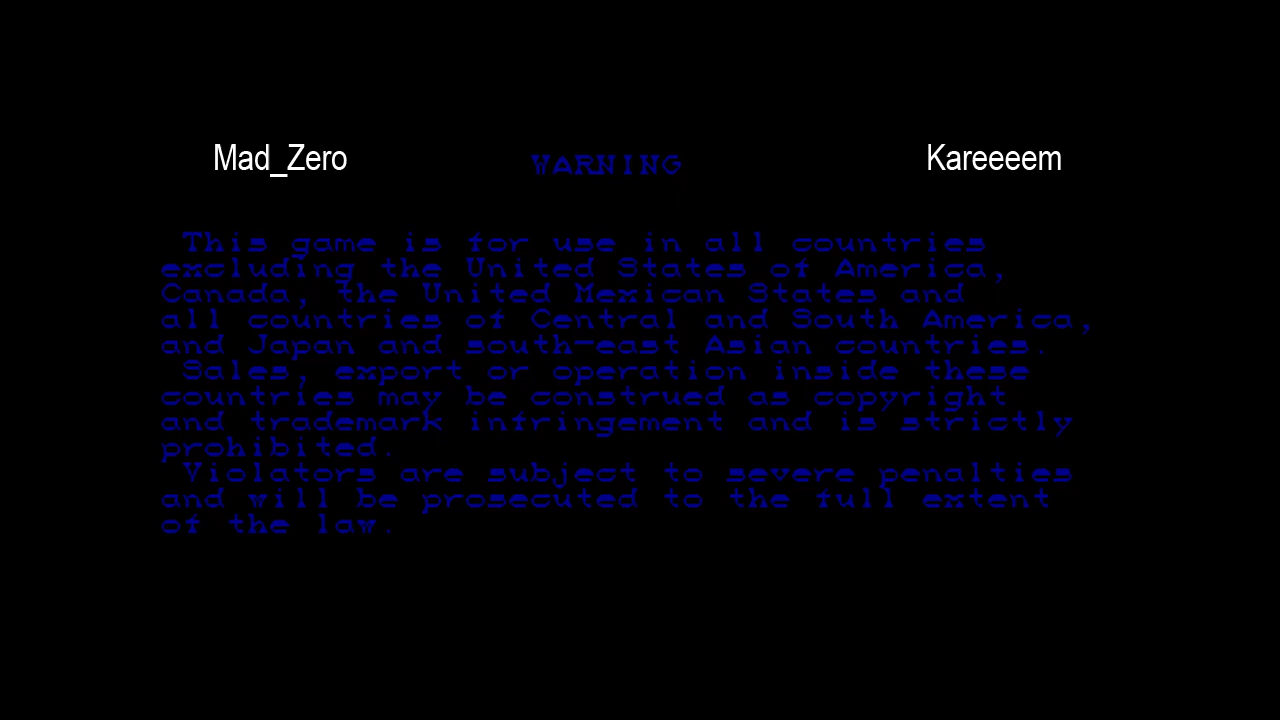 Mad_Zero
WARNING
Kareeeem
This game is for use in all countries
excluding the United States of America,
Canada, the United Mexican States and
all countries of Central and South America,
and Japan and south-east Asian countries.
Sales, export or operation inside these
countries may be construed as copyright
and trademark infringement and is strictly
prohibited.
Violators are subject to severe penalties
and will be prosecuted to the full extent
of the law.